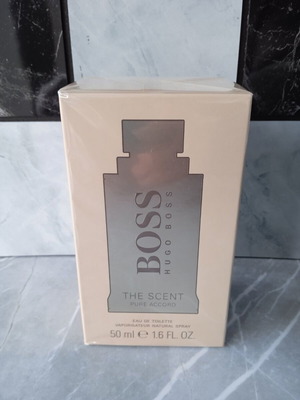 BOSS
HUGO BOSS
THE SCENT
PURE ACCORD
EAU DE TOILETTE
VAPORISATEUR NATURAL SPRAY
50 ml ℮ 1.6 FL. OZ.